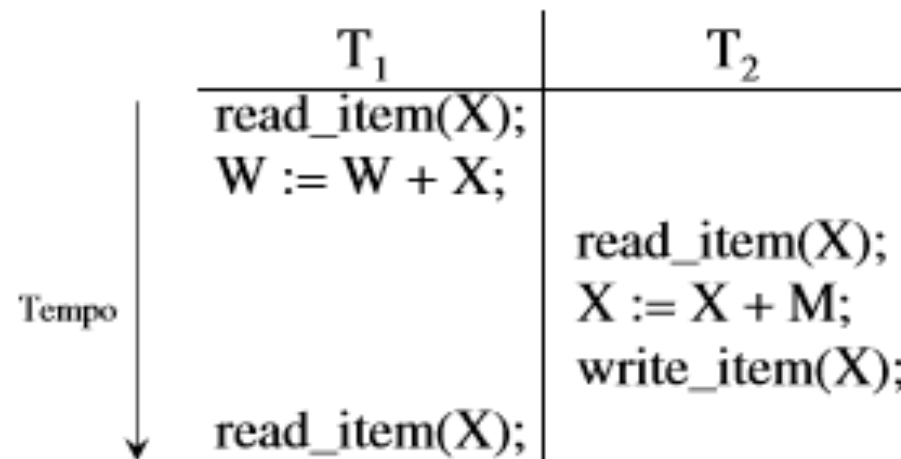 T₁ T₂
read_item(X);
W := W + X;
read_item(X);
Tempo
X := X + M;
write_item(X);
read_item(X);